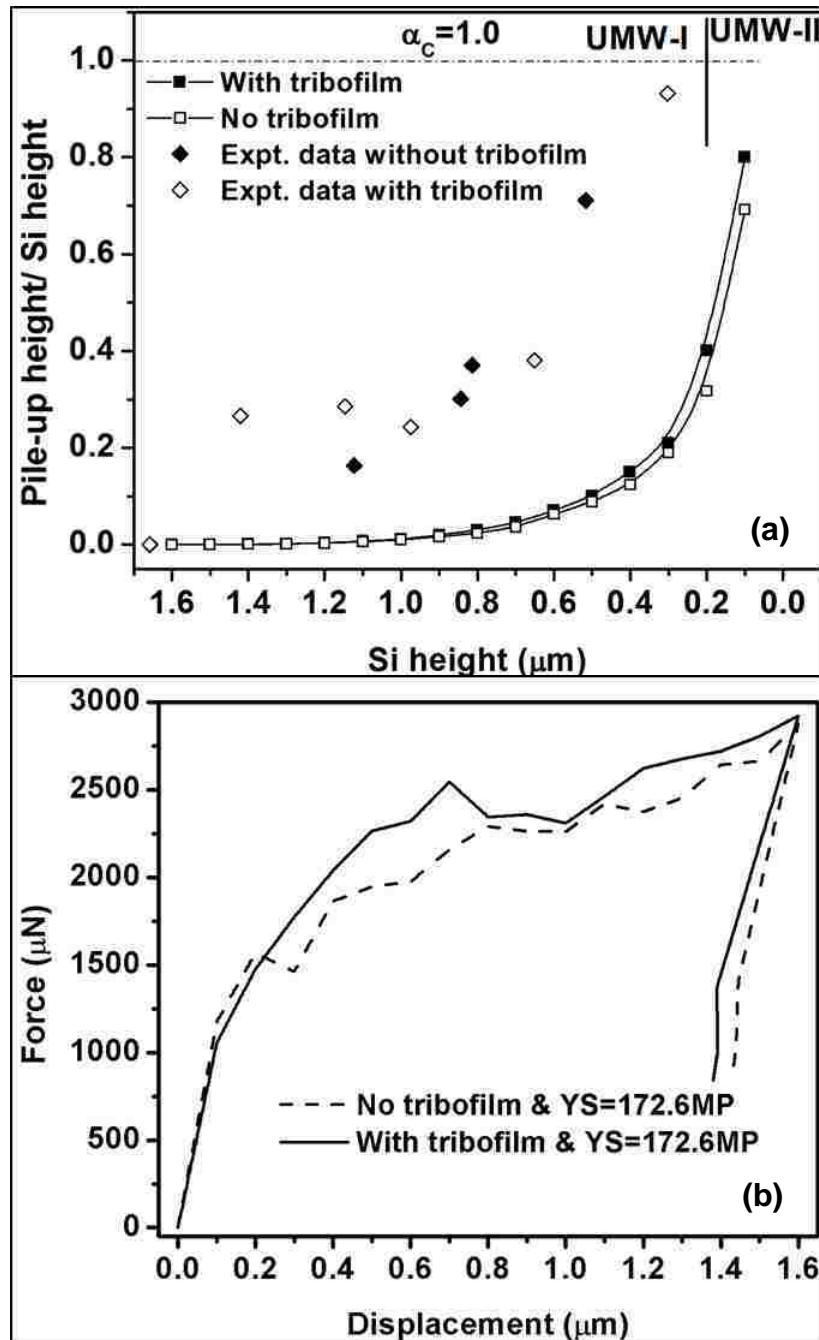 α_C=1.0 UMW-I UMW-II
1.0
With tribofilm
No tribofilm
0.8
Expt. data without tribofilm
Expt. data with tribofilm
0.6
0.4
0.2
0.0
Pile-up height/ Si height
(a)
1.6 1.4 1.2 1.0 0.8 0.6 0.4 0.2 0.0
Si height (μm)
3000
2500
2000
1500
1000
500
0
Force (μN)
No tribofilm & YS=172.6MP
With tribofilm & YS=172.6MP
(b)
0.0 0.2 0.4 0.6 0.8 1.0 1.2 1.4 1.6
Displacement (μm)